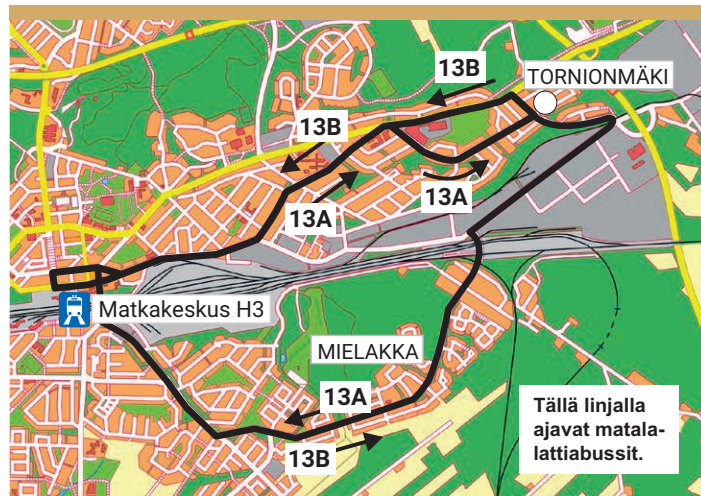 13B
TORNIONMÄKI
13B
13A
13A
Matkakeskus H3
MIELAKKA
13A
13B
Tällä linjalla
ajavat matala-
lattiabussit.